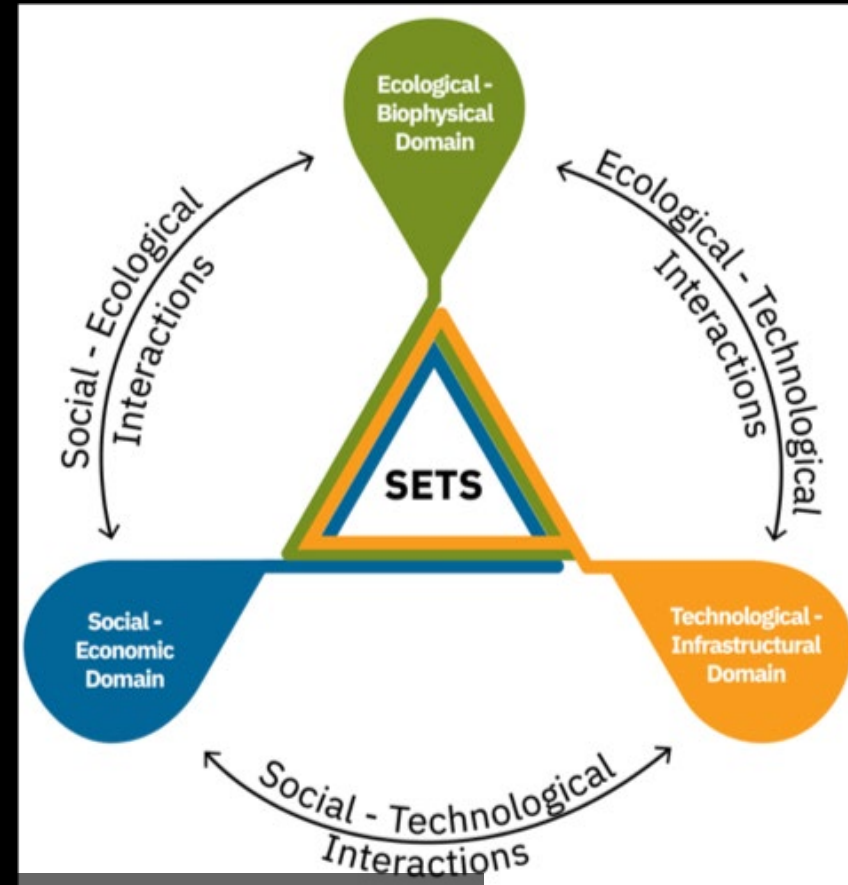 Ecological -
Biophysical
Domain
Social - Ecological
Interactions
Ecological - Technological
Interactions
SETS
Social -
Economic
Domain
Technological -
Infrastructural
Domain
Social - Technological
Interactions